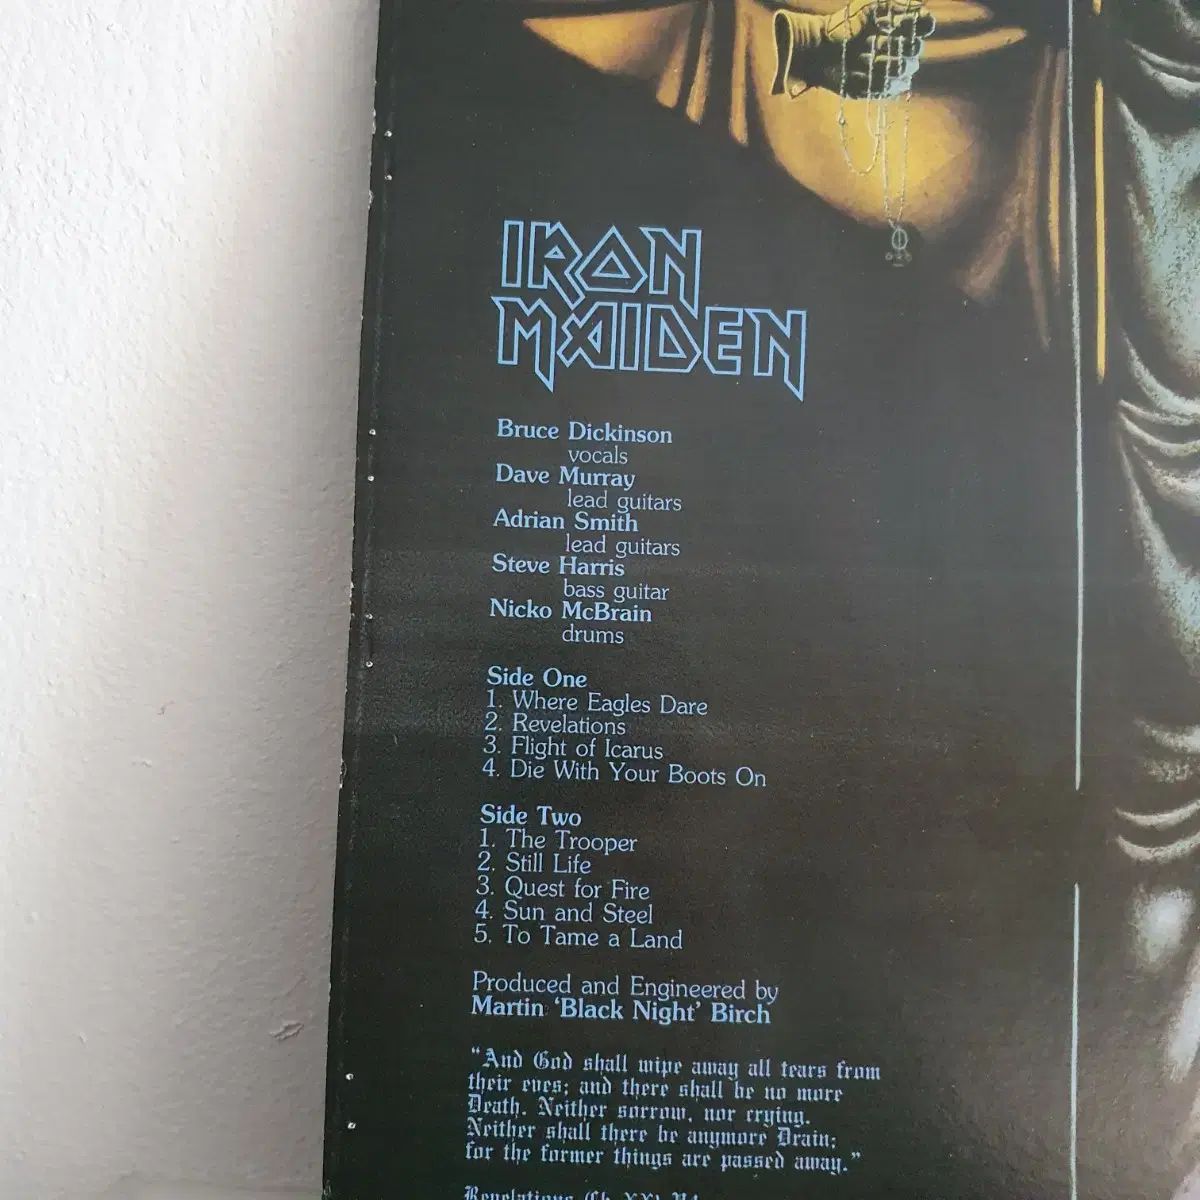 IRON
MAIDEN
Bruce Dickinson
vocals
Dave Murray
lead guitars
Adrian Smith
lead guitars
Steve Harris
bass guitar
Nicko McBrain
drums
Side One
1. Where Eagles Dare
2. Revelations
3. Flight of Icarus
4. Die With Your Boots On
Side Two
1. The Trooper
2. Still Life
3. Quest for Fire
4. Sun and Steel
5. To Tame a Land
Produced and Engineered by
Martin ‘Black Night’ Birch
“And God shall wipe away all tears from
their eyes; and there shall be no more
Death. Neither sorrow, nor crying.
Neither shall there be anymore Brain;
for the former things are passed away.”
Revelations Ch. XXI